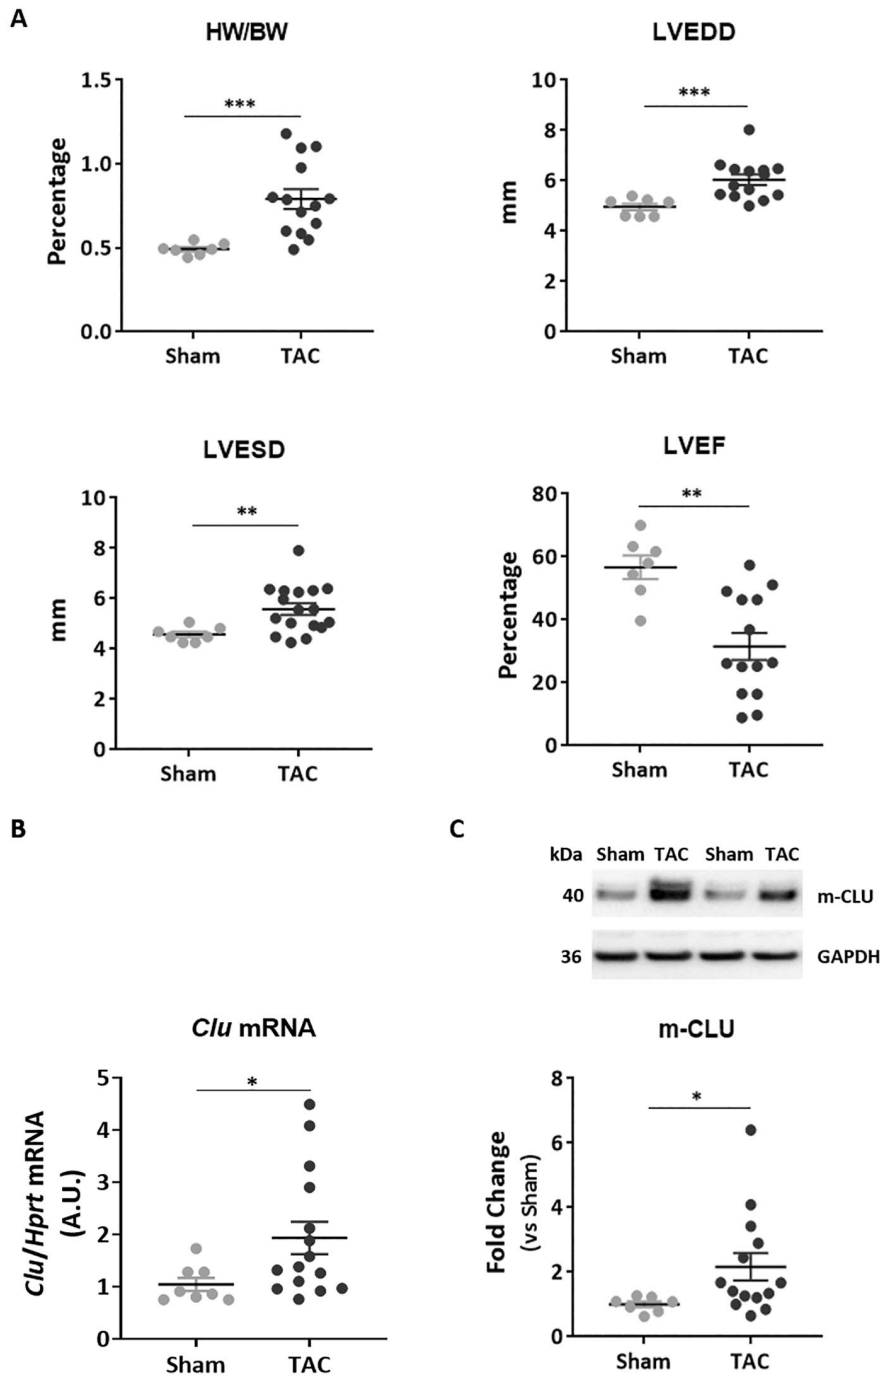 A
HW/BW
Percentage
1.5
1.0
0.5
0.0
***
Sham TAC
LVEDD
mm
10
8
6
4
2
0
***
Sham TAC
LVESD
mm
10
8
6
4
2
0
**
Sham TAC
LVEF
Percentage
80
60
40
20
0
**
Sham TAC
B
Clu mRNA
Clu/Hprt mRNA
(A.U.)
5
4
3
2
1
0
*
Sham TAC
C
kDa Sham TAC Sham TAC
40 m-CLU
36 GAPDH
m-CLU
Fold Change
(vs Sham)
8
6
4
2
0
*
Sham TAC